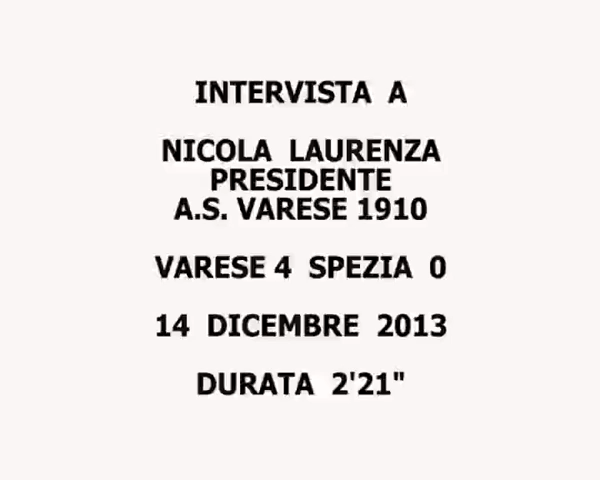 INTERVISTA A
NICOLA LAURENZA
PRESIDENTE
A.S. VARESE 1910
VARESE 4 SPEZIA 0
14 DICEMBRE 2013
DURATA 2'21"